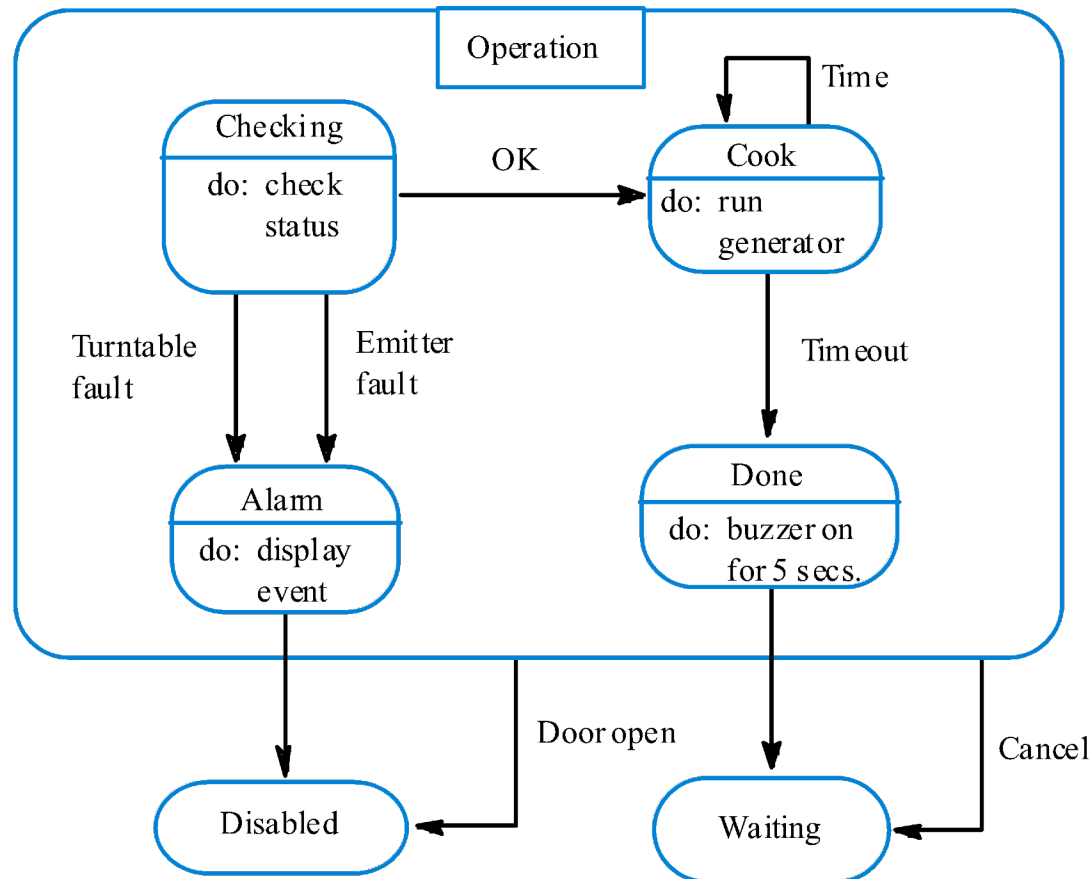 Operation
Time
Checking
do: check
status
OK
Cook
do: run
generator
Turntable
fault
Emitter
fault
Timeout
Alarm
do: display
event
Done
do: buzzer on
for 5 secs.
Door open
Cancel
Disabled
Waiting